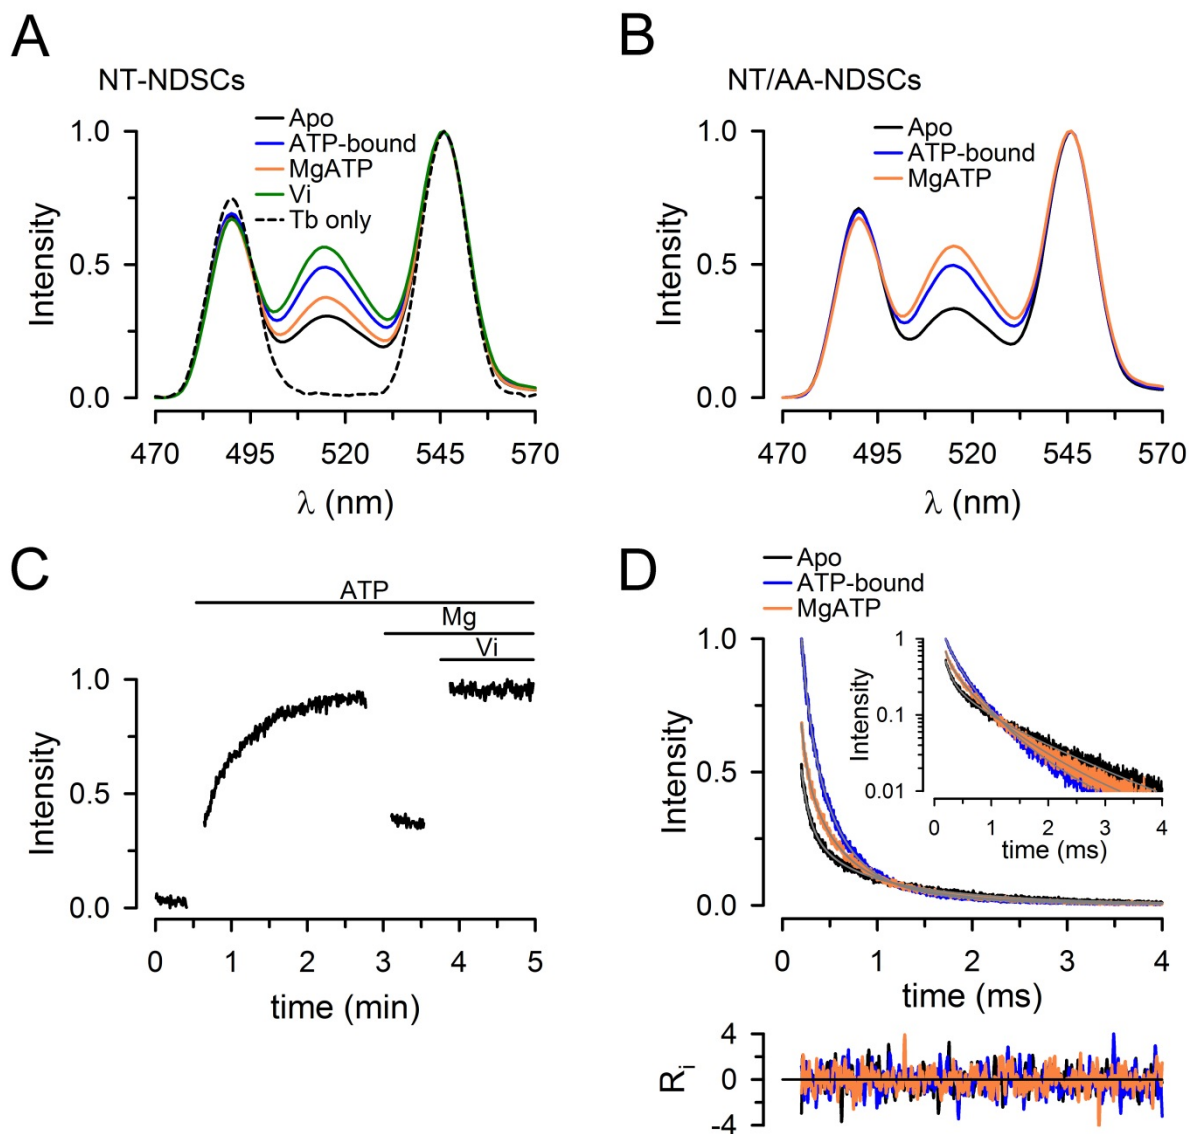 A
NT-NDSCs
Apo
ATP-bound
MgATP
Vi
Tb only
1.0
0.5
0.0
Intensity
470 495 520 545 570
λ (nm)
B
NT/AA-NDSCs
Apo
ATP-bound
MgATP
1.0
0.5
0.0
Intensity
470 495 520 545 570
λ (nm)
C
ATP
Mg
Vi
1.0
0.5
0.0
Intensity
0 1 2 3 4 5
time (min)
D
Apo
ATP-bound
MgATP
1.0
0.5
0.0
Intensity
1
0.1
0.01
Intensity
0 1 2 3 4
time (ms)
0 1 2 3 4
time (ms)
4
0
-4
Ri